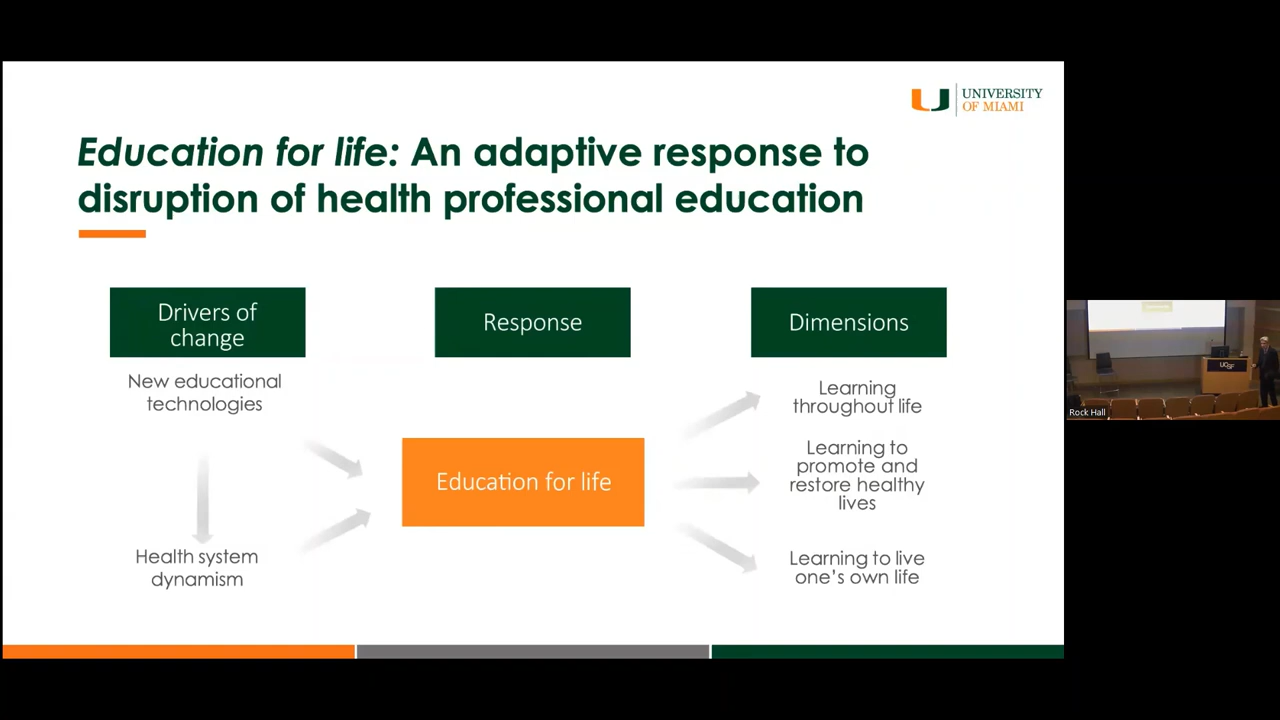 UNIVERSITY
OF MIAMI
Education for life: An adaptive response to
disruption of health professional education
Drivers of
change
Response
Dimensions
New educational
technologies
Health system
dynamism
Education for life
Learning
throughout life
Learning to
promote and
restore healthy
lives
Learning to live
one's own life
UCSF
Rock Hall